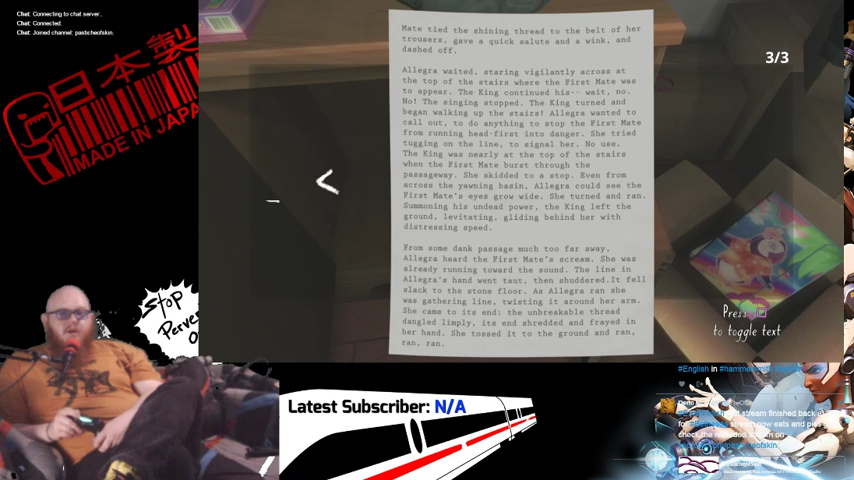 Chat: Connecting to chat server..
Chat: Connected.
Chat: Joined channel: pastcheofskin.
日本製
MADE IN JAPA
Mate tied the shining thread to the belt of her
trousers, gave a quick salute and a wink, and
dashed off.
Allegra waited, staring vigilantly across at
the top of the stairs where the First Mate was
to appear. The King continued his-- wait, no.
No! The singing stopped. The King turned and
began walking up the stairs! Allegra wanted to
call out, to do anything to stop the First Mate
from running head-first into danger. She tried
tugging on the line, to signal her. No use.
The King was nearly at the top of the stairs
when the First Mate burst through the
passageway. She skidded to a stop. Even from
across the yawning basin, Allegra could see the
First Mate's eyes grow wide. She turned and ran.
Summoning his undead power, the King left the
ground, levitating, gliding behind her with
distressing speed.
From some dank passage much too far away,
Allegra heard the First Mate's scream. She was
already running toward the sound. The line in
Allegra's hand went taut, then shuddered.It fell
slack to the stone floor. As Allegra ran she
was gathering line, twisting it around her arm.
She came to its end: the unbreakable thread
dangled limply, its end shredded and frayed in
her hand. She tossed it to the ground and ran,
ran, ran.
3/3
<
Press
to toggle text
Stop
Perver
Latest Subscriber: N/A
#English in
stream finished back
stream now eats and
check the
stream on